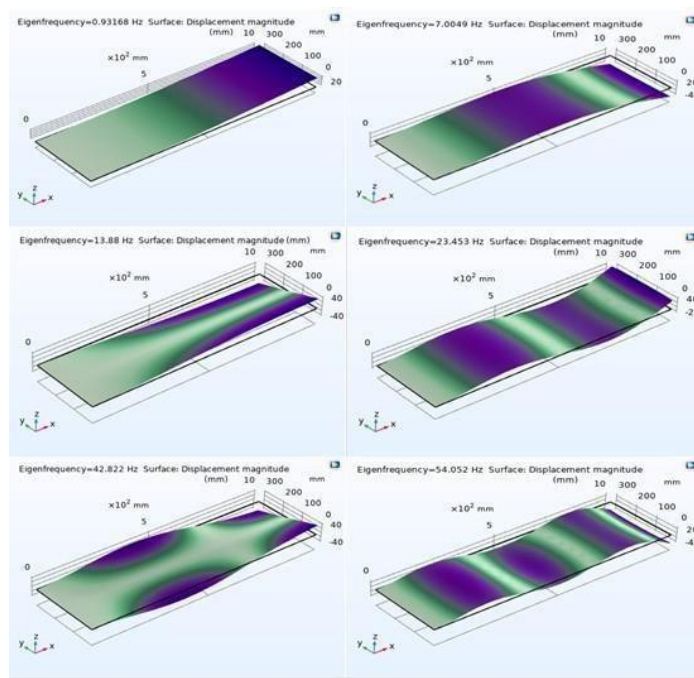 Eigenfrequency=0.93168 Hz Surface: Displacement magnitude
(mm) 10 300 mm
×10² mm 200
5 100
0 0
20
y z x
Eigenfrequency=7.0049 Hz Surface: Displacement magnitude
(mm) 10 300 mm
×10² mm 200
5 100
0 0
20
y z x
Eigenfrequency=13.88 Hz Surface: Displacement magnitude (mm)
10 300 mm
×10² mm 200
5 100
0 0
40
-40
y z x
Eigenfrequency=23.453 Hz Surface: Displacement magnitude
(mm) 10 300 mm
×10² mm 200
5 100
0 0
40
y z x
Eigenfrequency=42.822 Hz Surface: Displacement magnitude
(mm) 10 300 mm
×10² mm 200
5 100
0 0
40
-40
y z x
Eigenfrequency=54.052 Hz Surface: Displacement magnitude
(mm) 10 300 mm
×10² mm 200
5 100
0 0
y z x